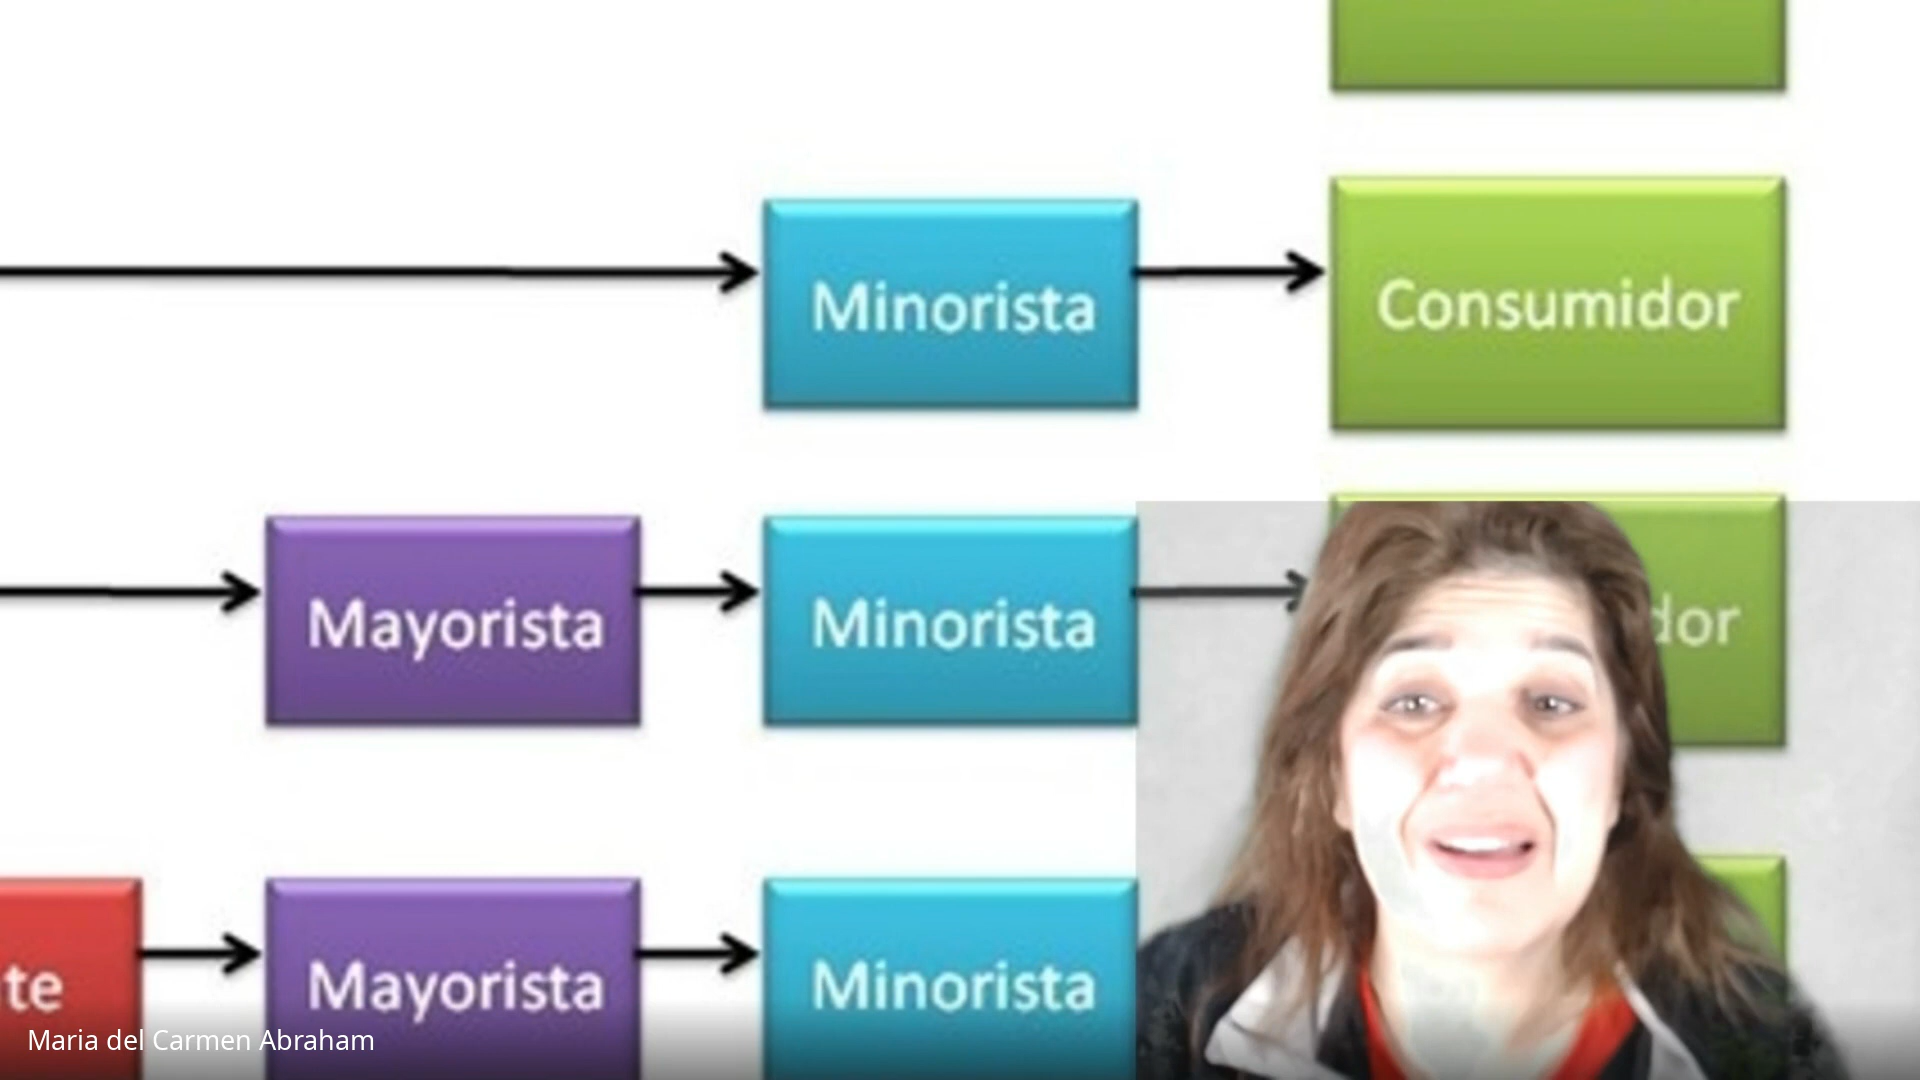 Minorista
Consumidor
Mayorista
Minorista
dor
te
Mayorista
Minorista
Maria del Carmen Abraham